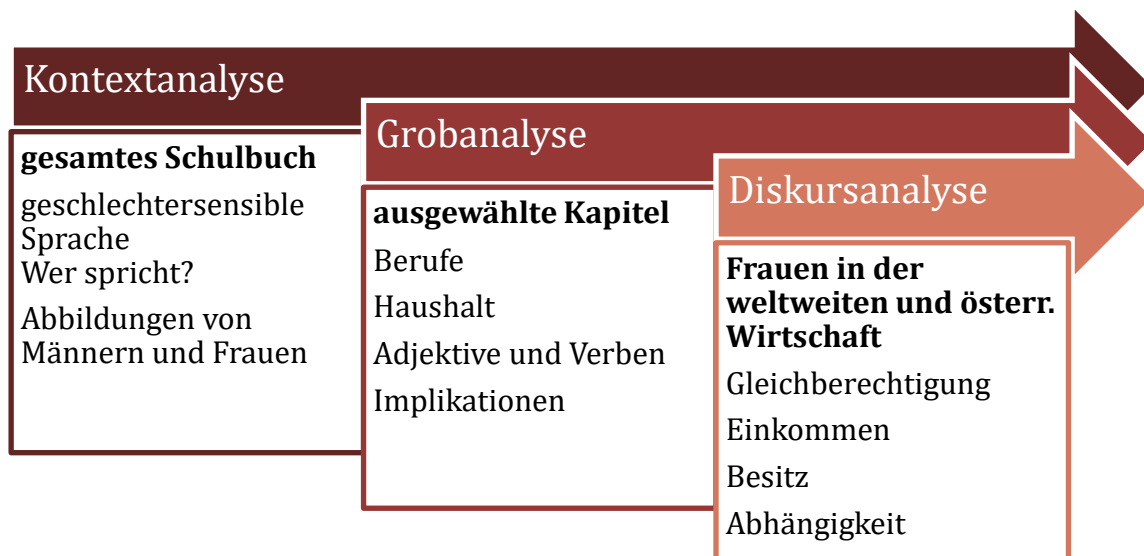 Kontextanalyse
gesamtes Schulbuch
geschlechtersensible
Sprache
Wer spricht?
Abbildungen von
Männern und Frauen
Grobanalyse
ausgewählte Kapitel
Berufe
Haushalt
Adjektive und Verben
Implikationen
Diskursanalyse
Frauen in der
weltweiten und österr.
Wirtschaft
Gleichberechtigung
Einkommen
Besitz
Abhängigkeit